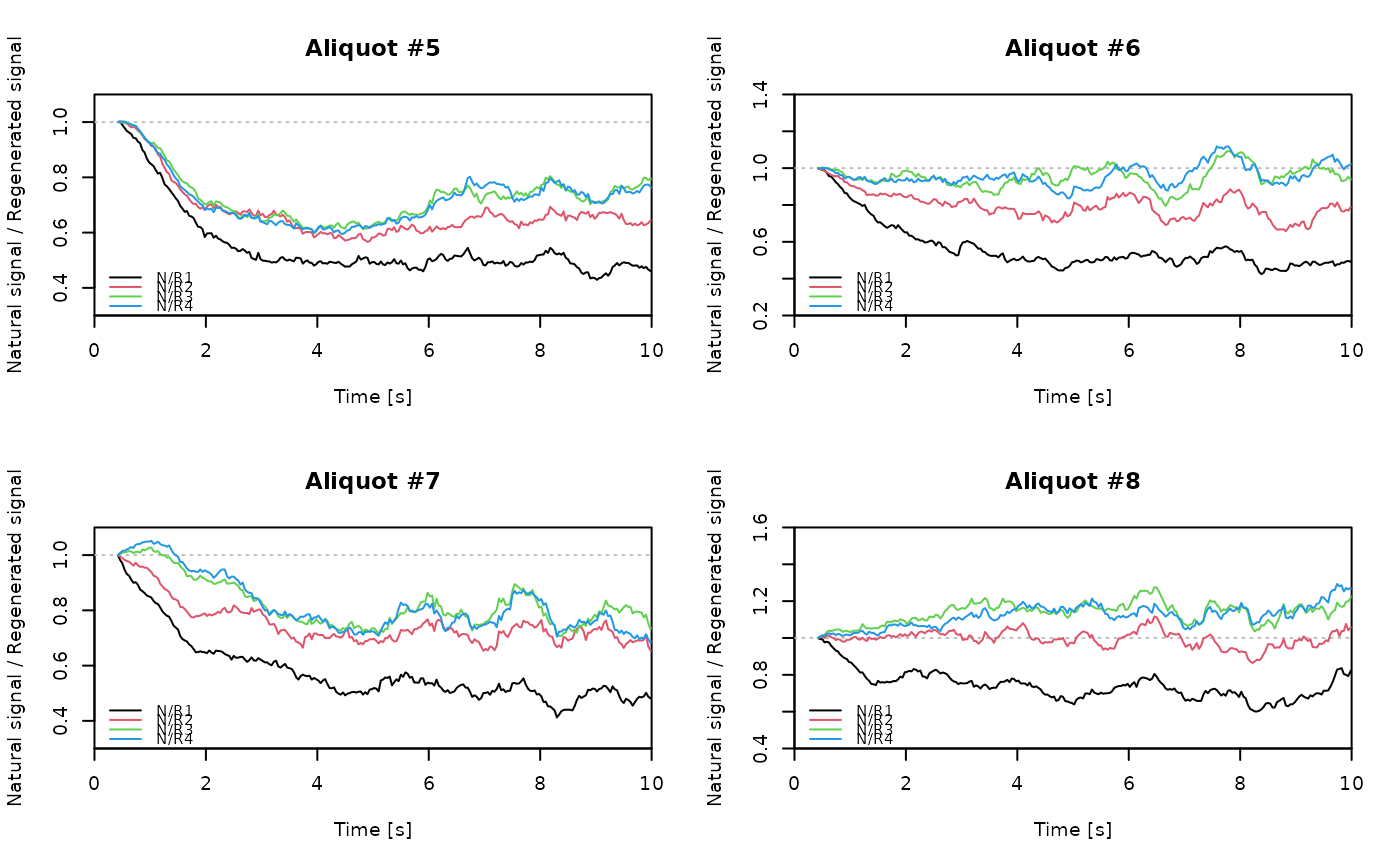 Aliquot #5
Natural signal / Regenerated signal
1.0
0.8
0.6
0.4
N/R1
N/R2
N/R3
N/R4
0 2 4 6 8 10
Time [s]
Aliquot #6
Natural signal / Regenerated signal
1.4
1.0
0.6
0.2
N/R1
N/R2
N/R3
N/R4
0 2 4 6 8 10
Time [s]
Aliquot #7
Natural signal / Regenerated signal
1.0
0.8
0.6
0.4
N/R1
N/R2
N/R3
N/R4
0 2 4 6 8 10
Time [s]
Aliquot #8
Natural signal / Regenerated signal
1.6
1.2
0.8
0.4
N/R1
N/R2
N/R3
N/R4
0 2 4 6 8 10
Time [s]